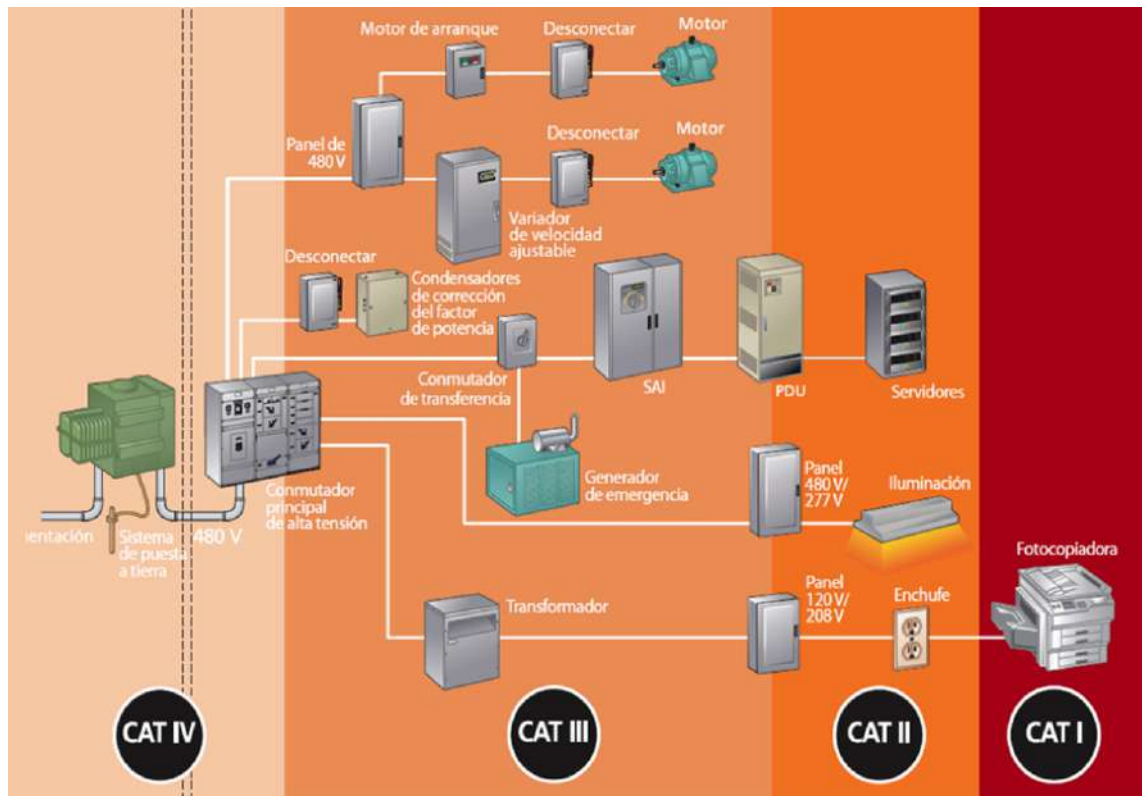 Motor de arranque
Desconectar
Motor
Panel de
480 V
Desconectar
Motor
Variador
de velocidad
ajustable
Desconectar
Condensadores
de corrección
del factor
de potencia
Conmutador
de transferencia
SAI
PDU
Servidores
Generador
de emergencia
Panel
480 V/
277 V
Iluminación
entación
Sistema
de puesta
a tierra
480 V
Conmutador
principal
de alta tensión
Transformador
Panel
120 V/
208 V
Enchufe
Fotocopiadora
CAT IV
CAT III
CAT II
CAT I